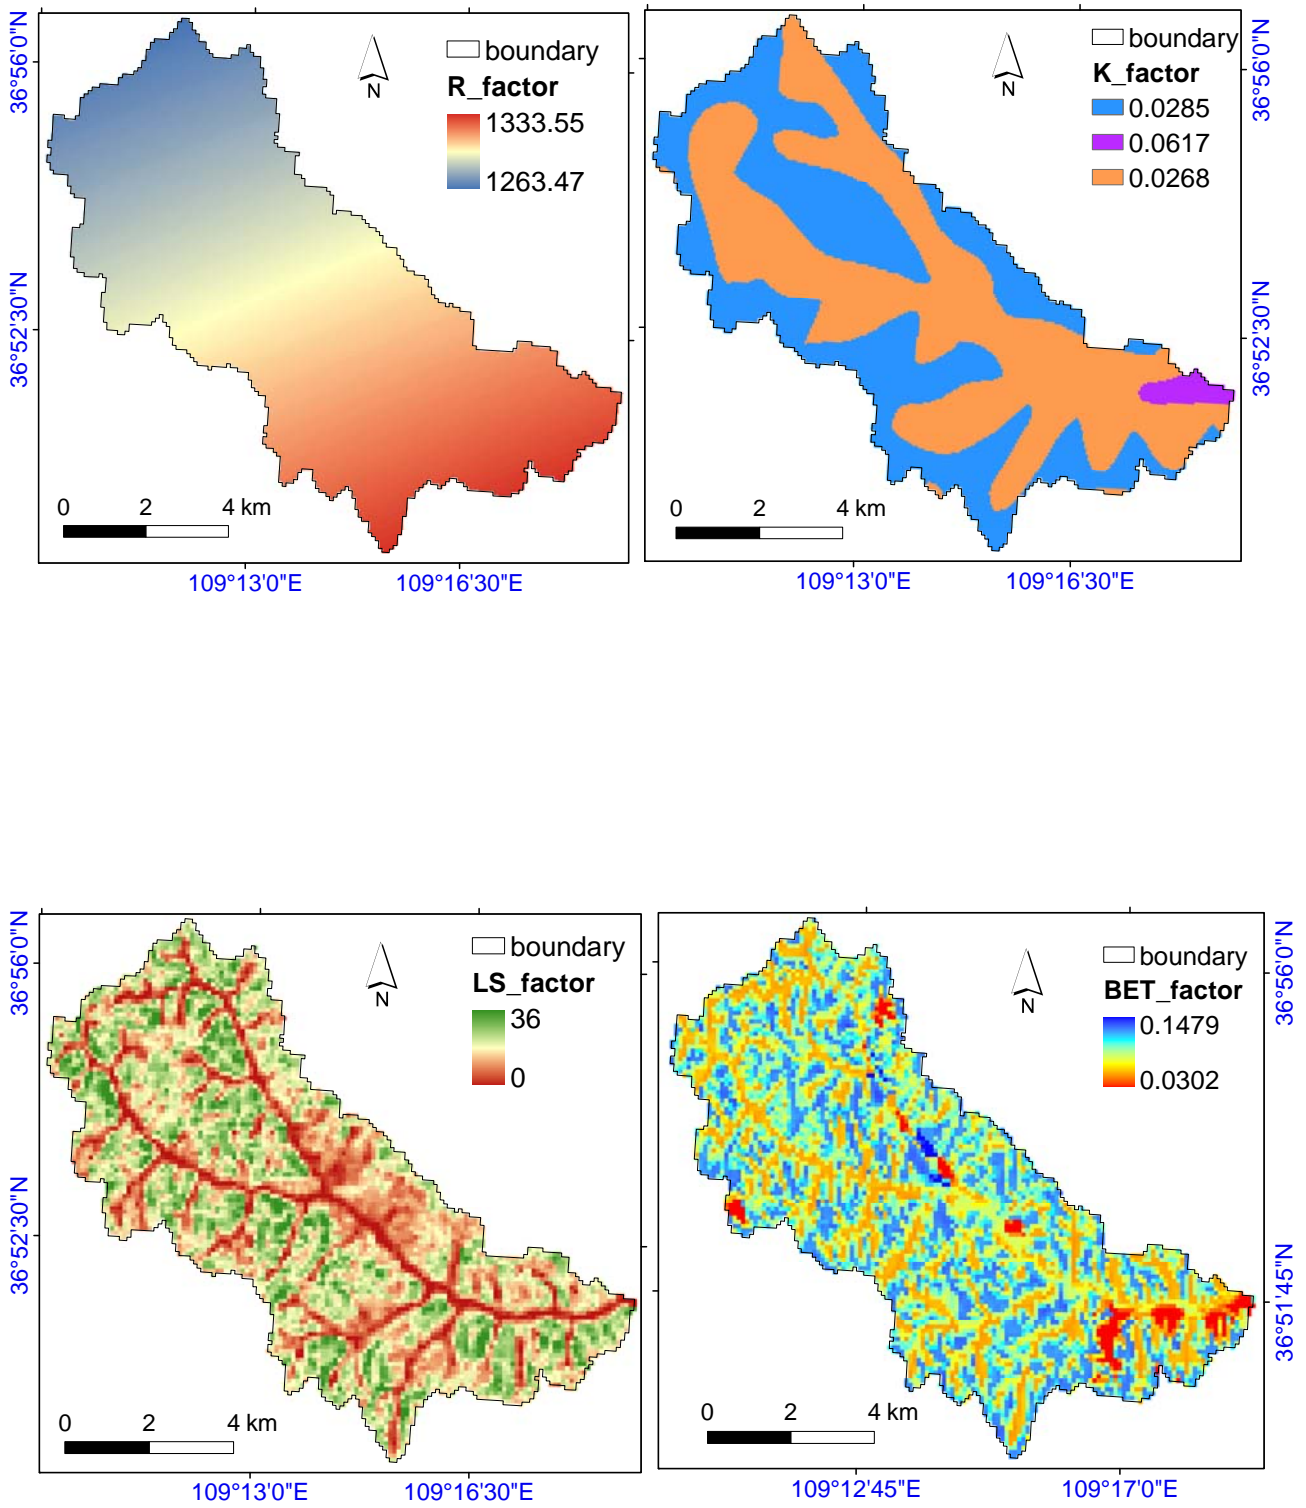 36°56'0"N
36°52'30"N
boundary
R_factor
1333.55
1263.47
N
0 2 4 km
109°13'0"E 109°16'30"E
boundary
K_factor
0.0285
0.0617
0.0268
N
36°56'0"N
36°52'30"N
0 2 4 km
109°13'0"E 109°16'30"E
36°56'0"N
36°52'30"N
boundary
LS_factor
36
0
N
0 2 4 km
109°13'0"E 109°16'30"E
boundary
BET_factor
0.1479
0.0302
N
36°56'0"N
36°51'45"N
0 2 4 km
109°12'45"E 109°17'0"E